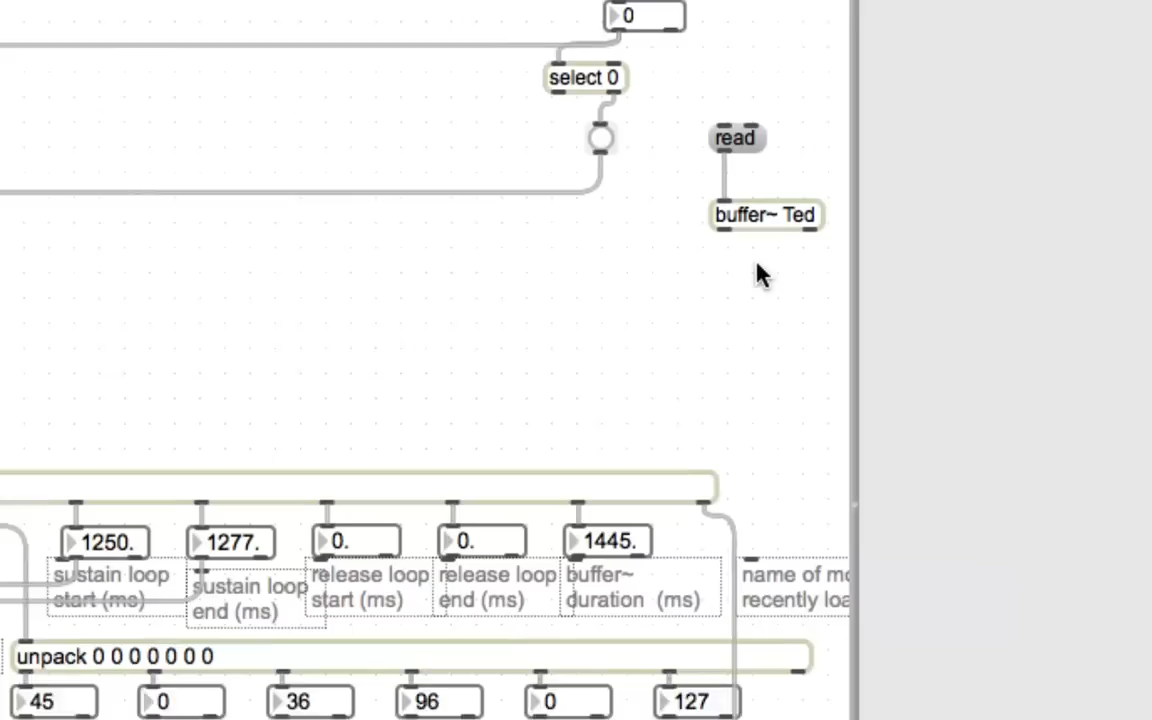 0
select 0
read
buffer~ Ted
1250.
1277.
0.
0.
1445.
sustain loop
start (ms)
sustain loop
end (ms)
release loop
start (ms)
release loop
end (ms)
buffer~
duration (ms)
name of mo
recently loa
unpack 0 0 0 0 0 0 0
45
0
36
96
0
127